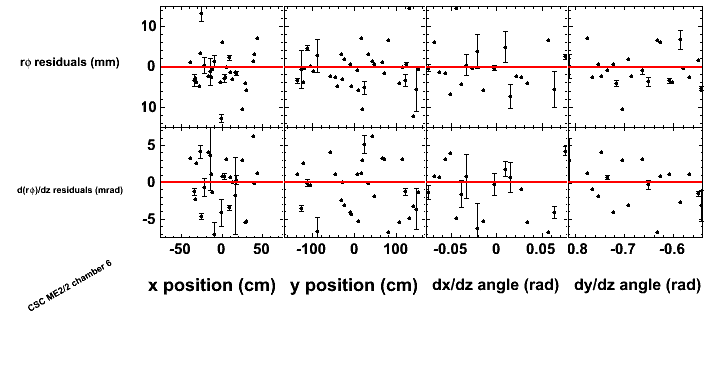 10
rφ residuals (mm)
0
10
5
d(rφ)/dz residuals (mrad)
0
-5
-50 0 50 -100 0 100 -0.05 0 0.05 0.8 -0.7 -0.6
x position (cm) y position (cm) dx/dz angle (rad) dy/dz angle (rad)
CSC ME2/2 chamber 6